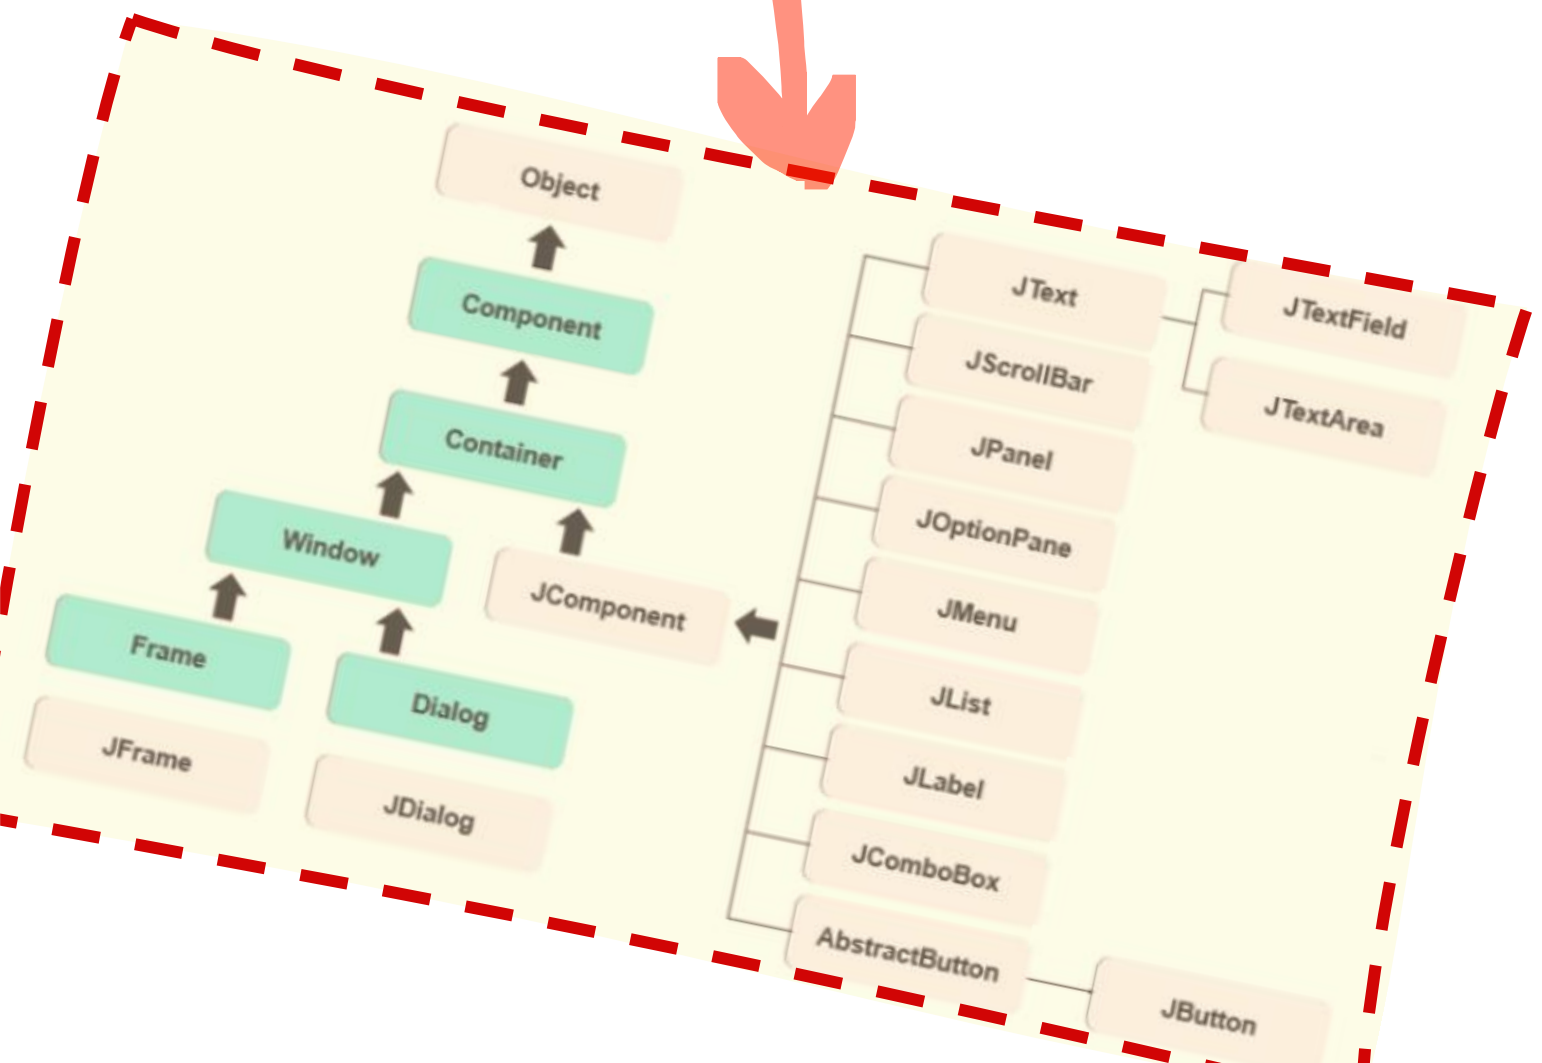 Object
Component
Container
Window
JComponent
Frame
Dialog
JFrame
JDialog
JText
JTextField
JScrollBar
JTextArea
JPanel
JOptionPane
JMenu
JList
JLabel
JComboBox
AbstractButton
JButton